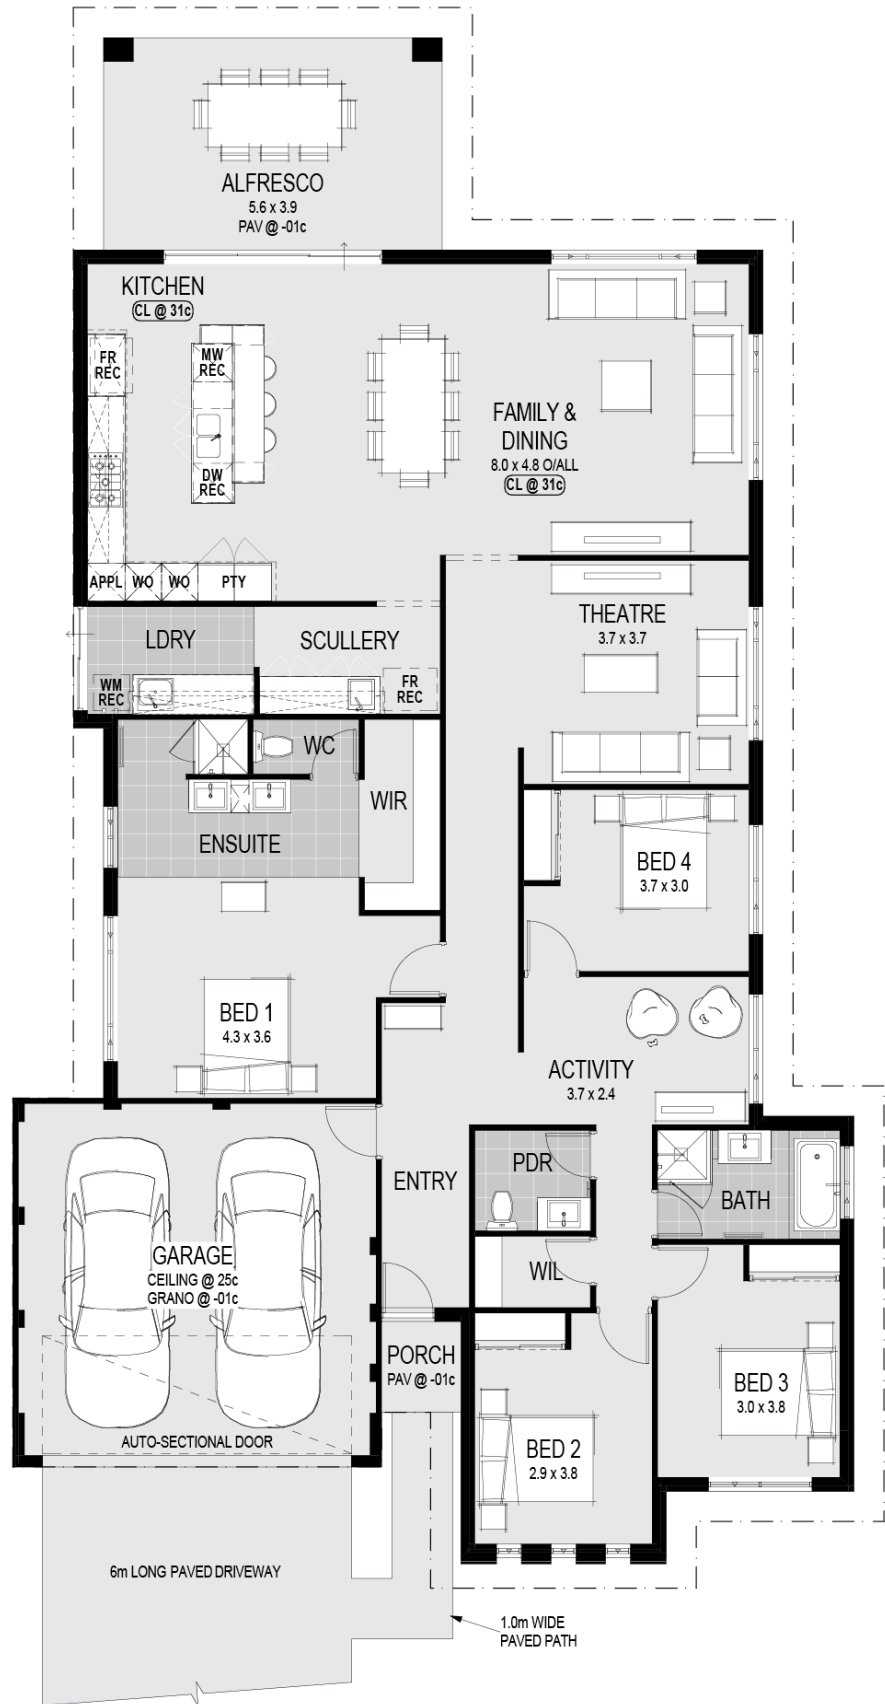 ALFRESCO
5.6 x 3.9
PAV @ -01c
KITCHEN
CL @ 31c
FR
REC
MW
REC
DW
REC
FAMILY &
DINING
8.0 x 4.8 O/ALL
CL @ 31c
APPL WO WO PTY
THEATRE
3.7 x 3.7
LDRY
SCULLERY
WM
REC
FR
REC
WC
WIR
ENSUITE
BED 4
3.7 x 3.0
BED 1
4.3 x 3.6
ACTIVITY
3.7 x 2.4
PDR
ENTRY
BATH
GARAGE
CEILING @ 25c
GRANO @ -01c
WIL
PORCH
PAV @ -01c
BED 3
3.0 x 3.8
AUTO-SECTIONAL DOOR
BED 2
2.9 x 3.8
6m LONG PAVED DRIVEWAY
1.0m WIDE
PAVED PATH